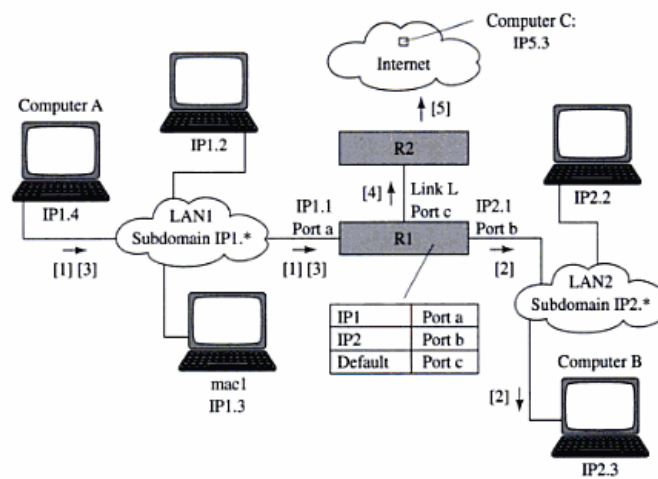 Computer C:
IP5.3
Internet
Computer A
IP1.2
[5]
R2
IP1.4
[4]
Link L
Port c
IP2.2
LAN1
Subdomain IP1.*
IP1.1
Port a
R1
IP2.1
Port b
[1] [3]
[1] [3]
[2]
LAN2
Subdomain IP2.*
IP1 Port a
IP2 Port b
Default Port c
mac1
IP1.3
Computer B
[2]
IP2.3